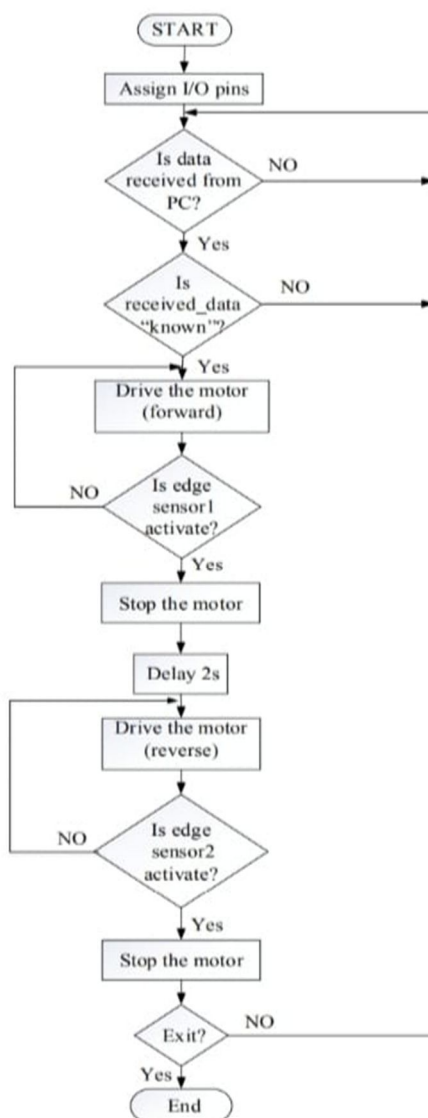 START
Assign I/O pins
Is data
received from
PC?
NO
Yes
Is
received_data
“known”?
NO
Yes
Drive the motor
(forward)
Is edge
sensor1
activate?
NO
Yes
Stop the motor
Delay 2s
Drive the motor
(reverse)
Is edge
sensor2
activate?
NO
Yes
Stop the motor
Exit?
NO
Yes
End